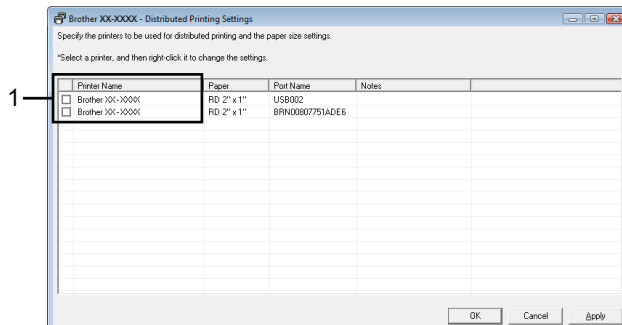 Brother XX-XXXX - Distributed Printing Settings
Specify the printers to be used for distributed printing and the paper size settings.
*Select a printer, and then right-click it to change the settings.
Printer Name Paper Port Name Notes
1
Brother XX-XXXX RD 2" x 1" USB002
Brother XX-XXXX RD 2" x 1" BRN00807751ADE6
OK Cancel Apply